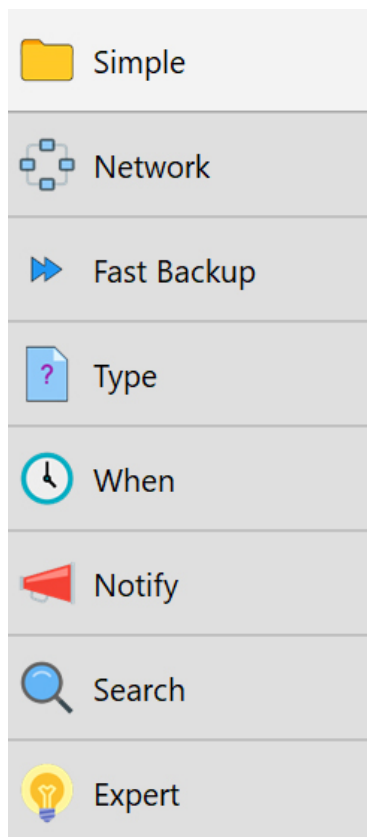 Simple
Network
Fast Backup
?
Type
When
Notify
Search
Expert